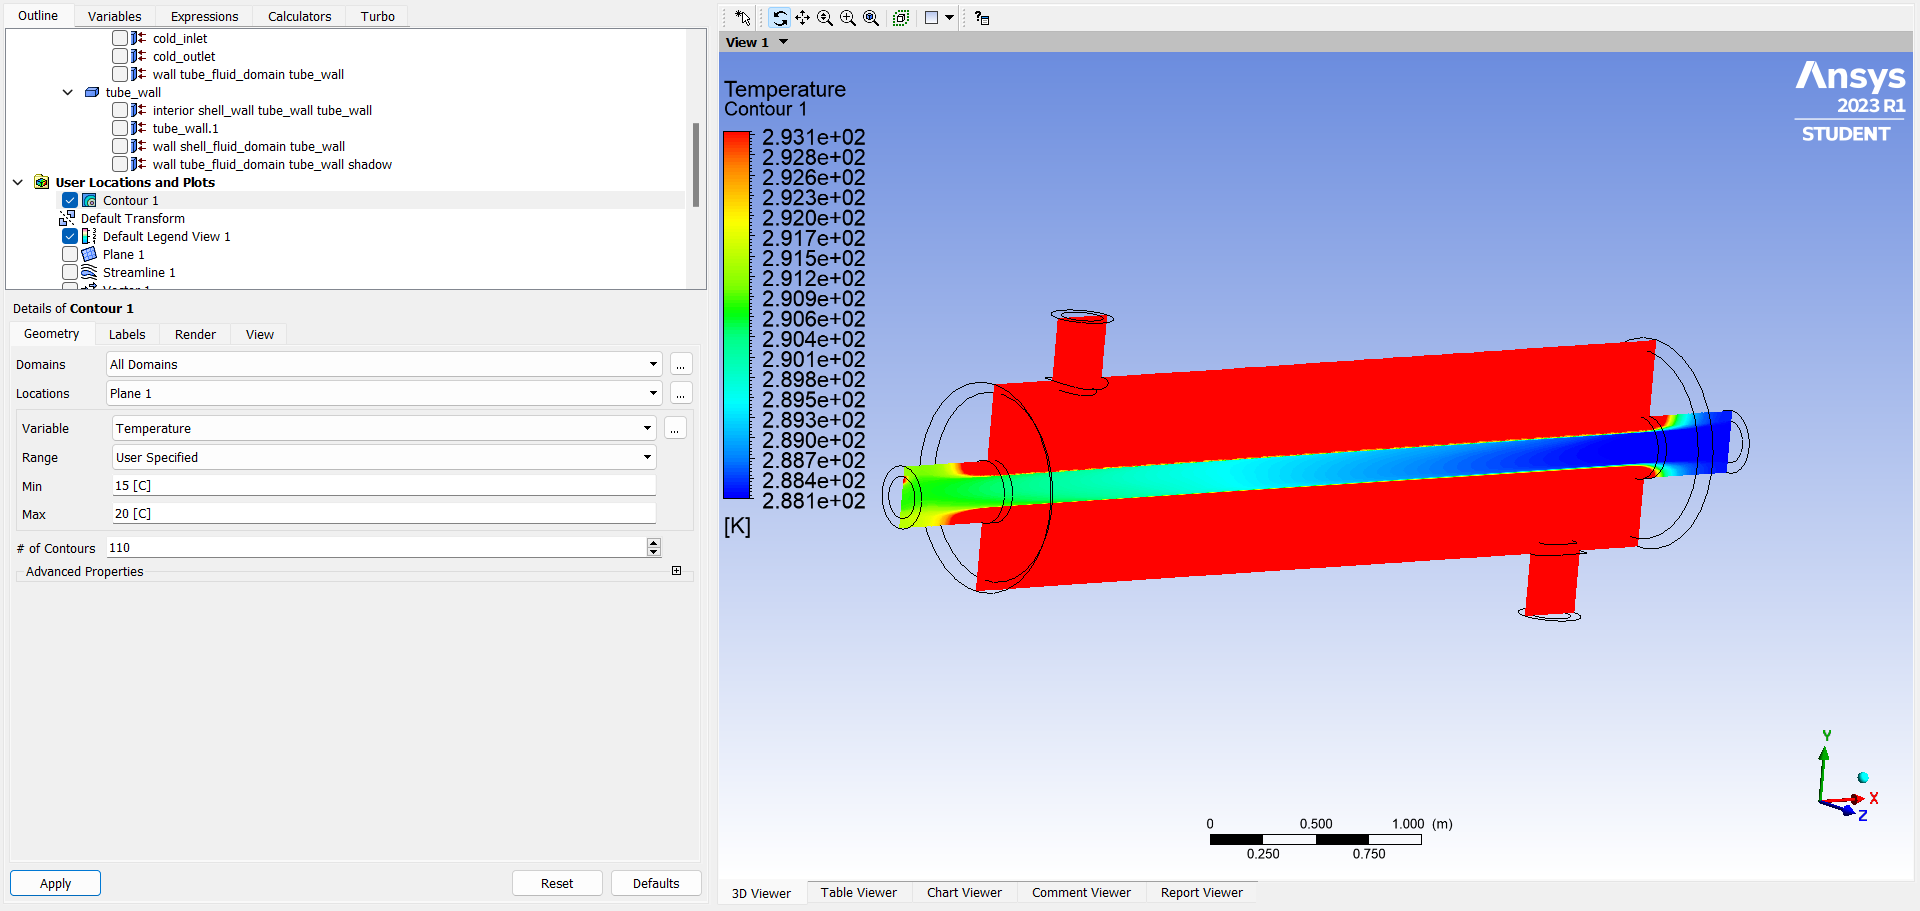 Outline Variables Expressions Calculators Turbo
cold_inlet
cold_outlet
wall tube_fluid_domain tube_wall
tube_wall
interior shell_wall tube_wall tube_wall
tube_wall.1
wall shell_fluid_domain tube_wall
wall tube_fluid_domain tube_wall shadow
User Locations and Plots
Contour 1
Default Transform
Default Legend View 1
Plane 1
Streamline 1
Details of Contour 1
Geometry Labels Render View
Domains All Domains ...
Locations Plane 1 ...
Variable Temperature ...
Range User Specified
Min 15 [C]
Max 20 [C]
# of Contours 110
Advanced Properties
Apply Reset Defaults
View 1
Temperature
Contour 1
2.931e+02
2.928e+02
2.926e+02
2.923e+02
2.920e+02
2.917e+02
2.915e+02
2.912e+02
2.909e+02
2.906e+02
2.904e+02
2.901e+02
2.898e+02
2.895e+02
2.893e+02
2.890e+02
2.887e+02
2.884e+02
2.881e+02
[K]
Ansys
2023 R1
STUDENT
Y
X
Z
0 0.500 1.000 (m)
0.250 0.750
3D Viewer Table Viewer Chart Viewer Comment Viewer Report Viewer